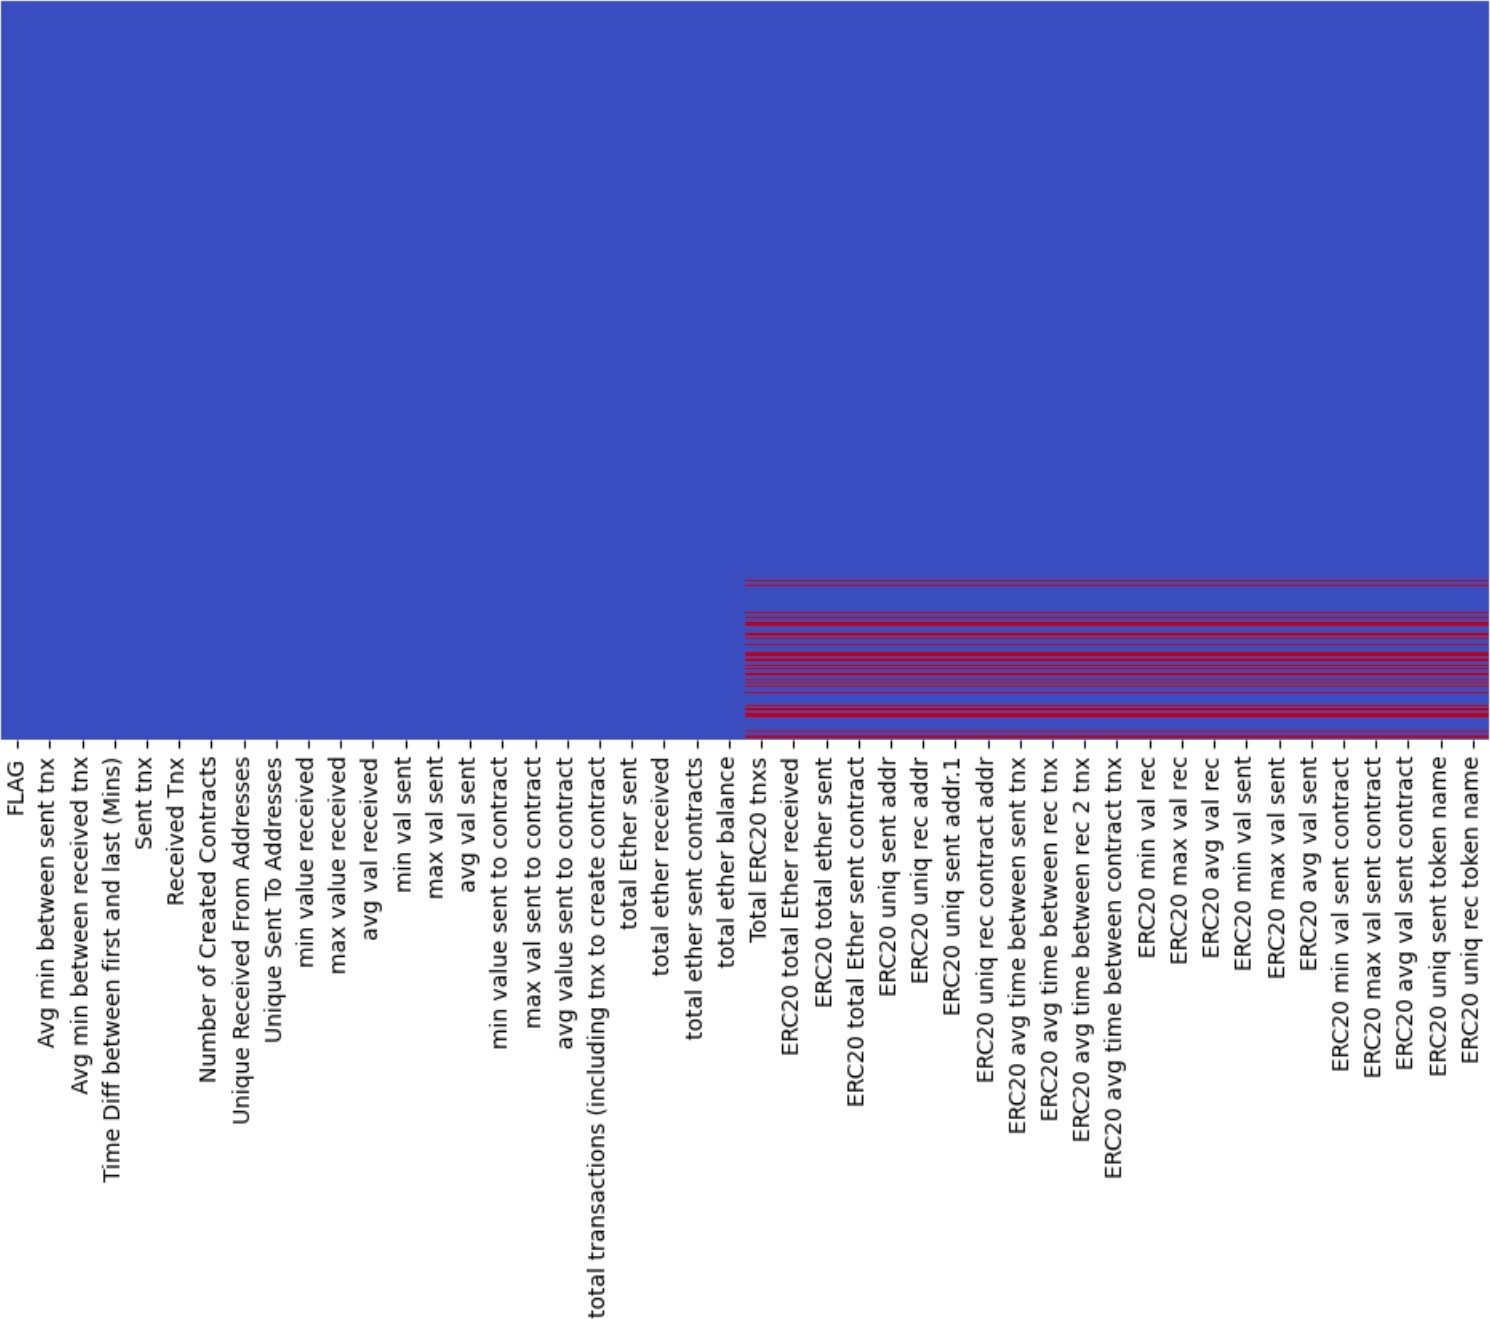 FLAG
Avg min between sent tnx
Avg min between received tnx
Time Diff between first and last (Mins)
Sent tnx
Received Tnx
Number of Created Contracts
Unique Received From Addresses
Unique Sent To Addresses
min value received
max value received
avg val received
min val sent
max val sent
avg val sent
min value sent to contract
max val sent to contract
avg value sent to contract
total transactions (including tnx to create contract
total Ether sent
total ether received
total ether sent contracts
total ether balance
Total ERC20 tnxs
ERC20 total Ether received
ERC20 total ether sent
ERC20 total Ether sent contract
ERC20 uniq sent addr
ERC20 uniq rec addr
ERC20 uniq sent addr.1
ERC20 uniq rec contract addr
ERC20 avg time between sent tnx
ERC20 avg time between rec tnx
ERC20 avg time between rec 2 tnx
ERC20 avg time between contract tnx
ERC20 min val rec
ERC20 max val rec
ERC20 avg val rec
ERC20 min val sent
ERC20 max val sent
ERC20 avg val sent
ERC20 min val sent contract
ERC20 max val sent contract
ERC20 avg val sent contract
ERC20 uniq sent token name
ERC20 uniq rec token name